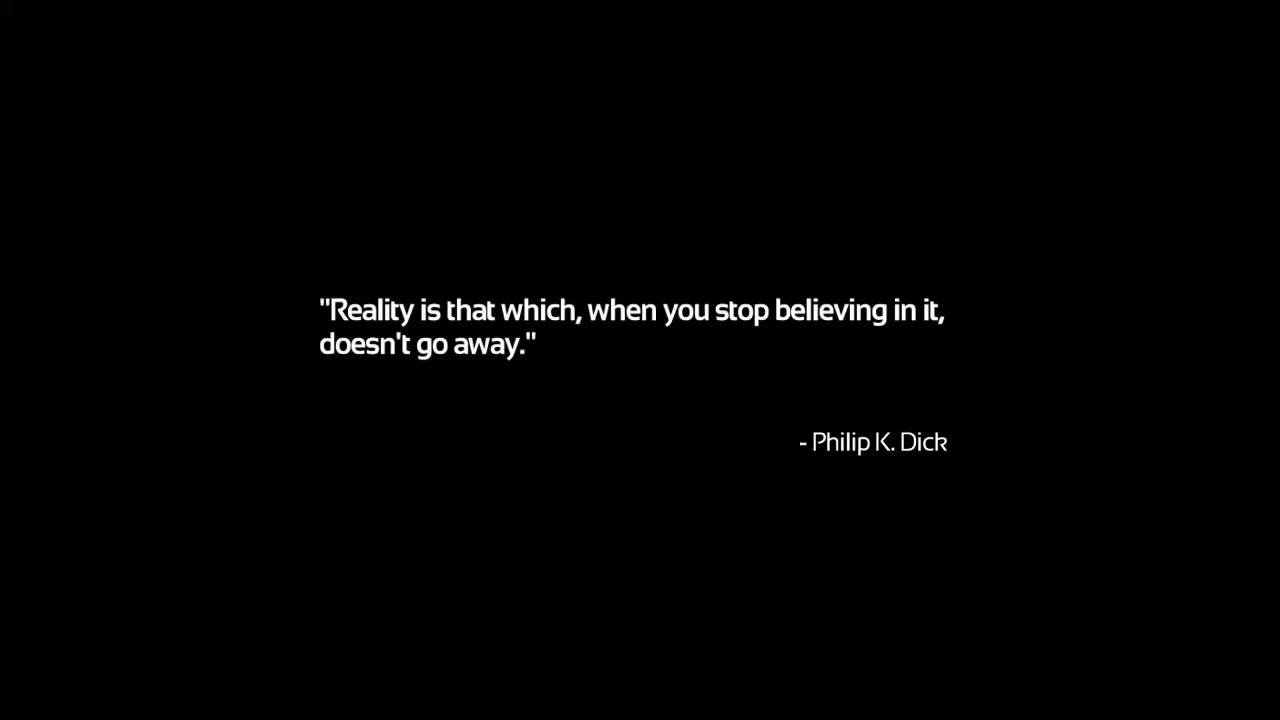 "Reality is that which, when you stop believing in it,
doesn't go away."
- Philip K. Dick